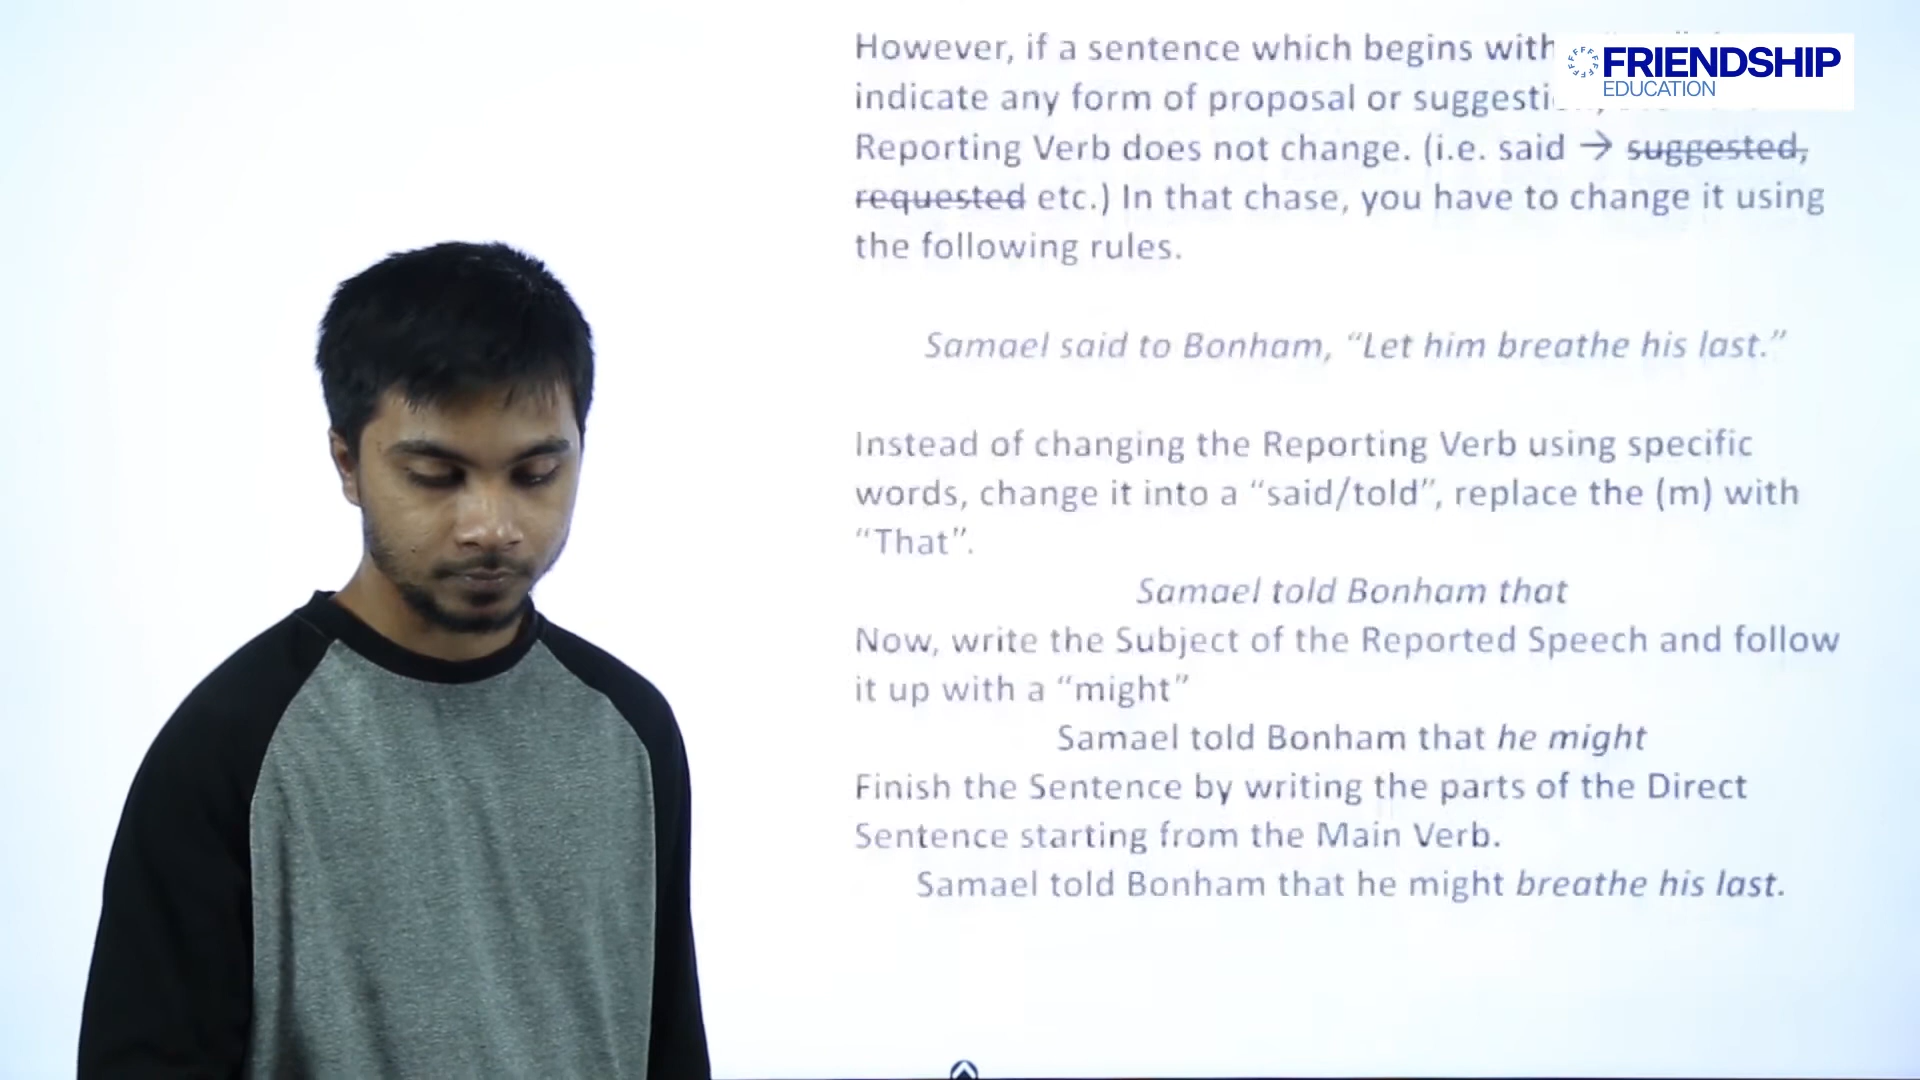 However, if a sentence which begins with
FRIENDSHIP
EDUCATION
indicate any form of proposal or
Reporting Verb does not change. (i.e. said → suggested,
requested etc.) In that chase, you have to change it using
the following rules.
Samael said to Bonham, “Let him breathe his last.”
Instead of changing the Reporting Verb using specific
words, change it into a “said/told”, replace the (m) with
“That”.
Samael told Bonham that
Now, write the Subject of the Reported Speech and follow
it up with a “might”
Samael told Bonham that he might
Finish the Sentence by writing the parts of the Direct
Sentence starting from the Main Verb.
Samael told Bonham that he might breathe his last.